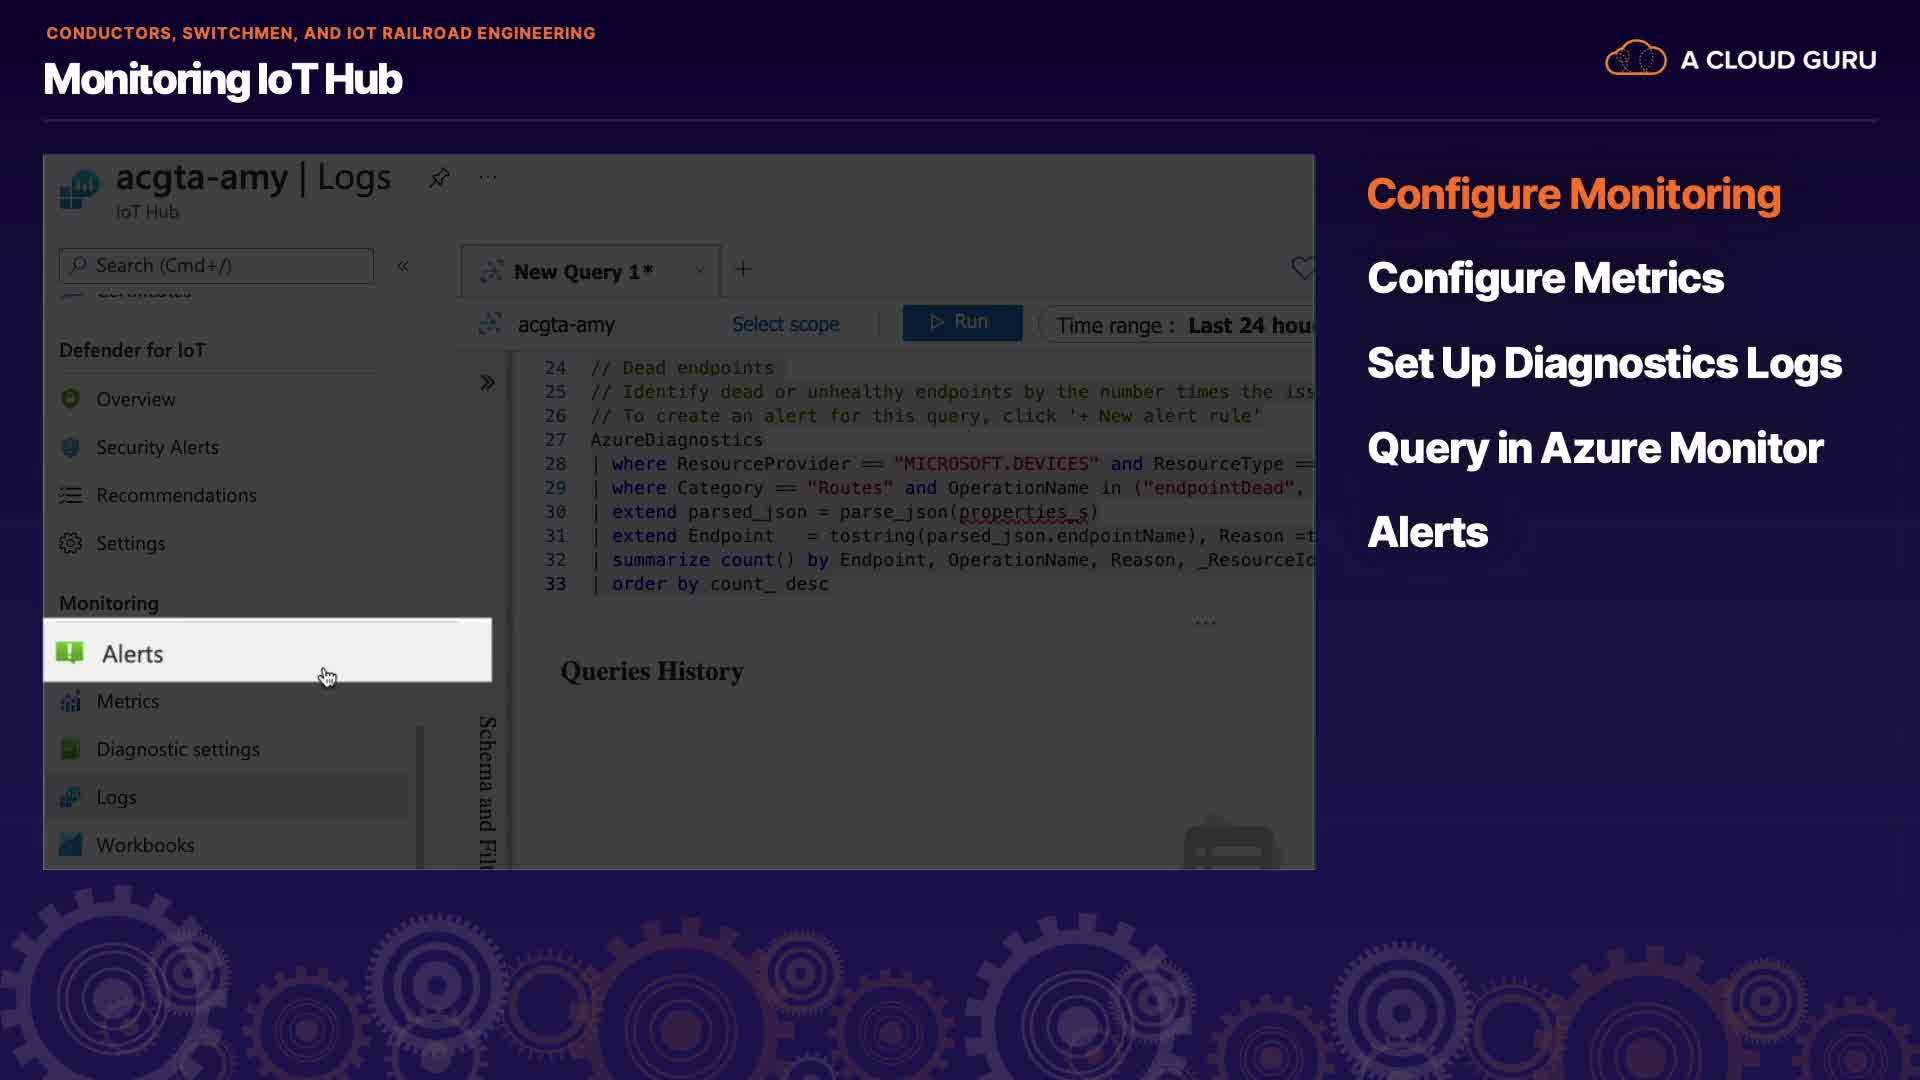 CONDUCTORS, SWITCHMEN, AND IOT RAILROAD ENGINEERING
Monitoring IoT Hub
A CLOUD GURU
acgta-amy | Logs
IoT Hub
Search (Cmd+/)
«
Certificates
Defender for IoT
Overview
Security Alerts
Recommendations
Settings
Monitoring
Alerts
Metrics
Diagnostic settings
Logs
Workbooks
New Query 1*
acgta-amy
Select scope
Run
Time range : Last 24 hou
24 // Dead endpoints
25 // Identify dead or unhealthy endpoints by the number times the iss
26 // To create an alert for this query, click '+ New alert rule'
27 AzureDiagnostics
28 | where ResourceProvider == "MICROSOFT.DEVICES" and ResourceType ==
29 | where Category == "Routes" and OperationName in ("endpointDead",
30 | extend parsed_json = parse_json(properties_s)
31 | extend Endpoint = tostring(parsed_json.endpointName), Reason =t
32 | summarize count() by Endpoint, OperationName, Reason, _ResourceId
33 | order by count_ desc
Queries History
Schema and Filt
Configure Monitoring
Configure Metrics
Set Up Diagnostics Logs
Query in Azure Monitor
Alerts